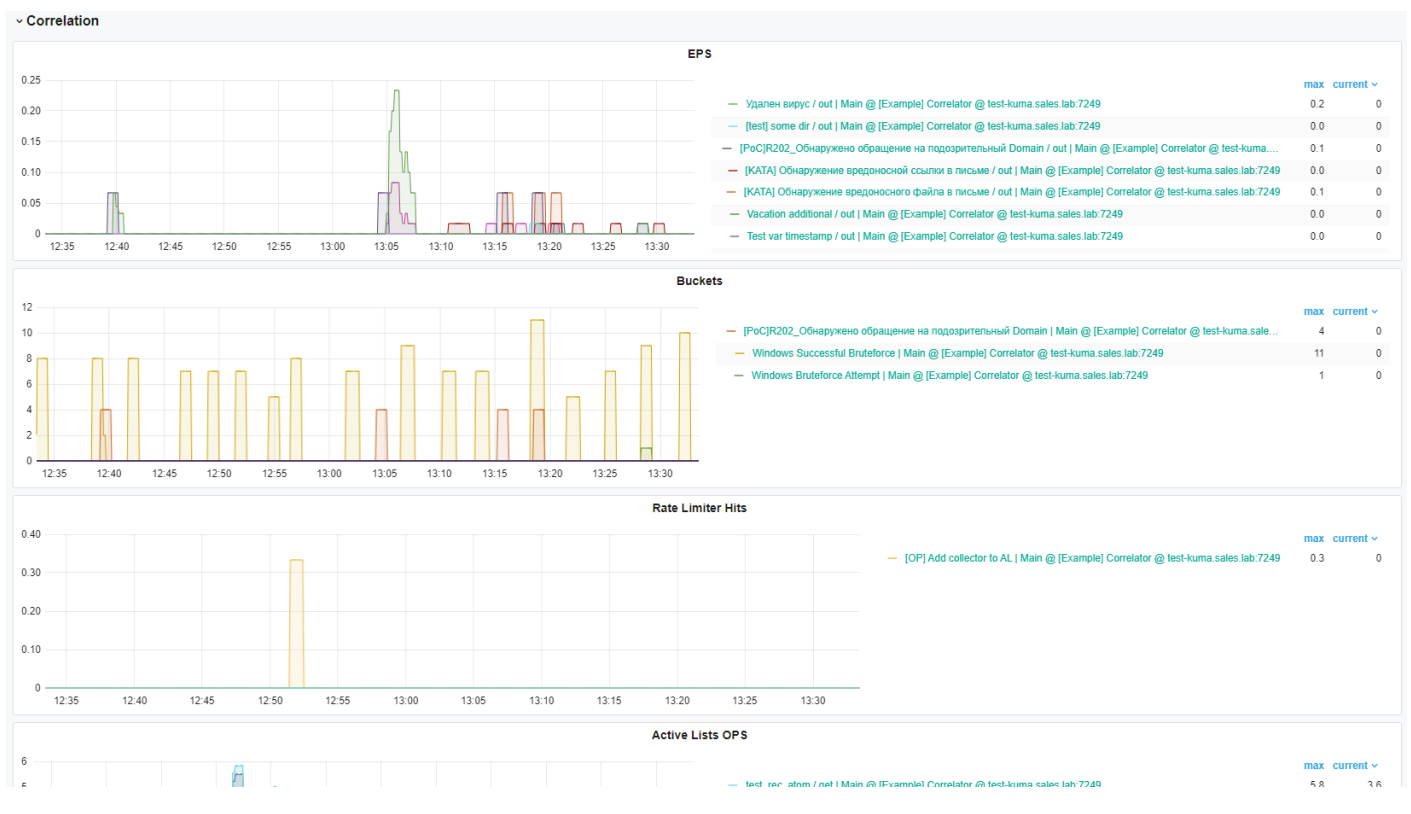 Correlation
EPS
0.25
0.20
0.15
0.10
0.05
0
12:35 12:40 12:45 12:50 12:55 13:00 13:05 13:10 13:15 13:20 13:25 13:30
max current
Удален вирус / out | Main @ [Example] Correlator @ test-kuma.sales.lab:7249 0.2 0
[test] some dir / out | Main @ [Example] Correlator @ test-kuma.sales.lab:7249 0.0 0
[PoC]R202_Обнаружено обращение на подозрительный Domain / out | Main @ [Example] Correlator @ test-kuma.... 0.1 0
[KATA] Обнаружение вредоносной ссылки в письме / out | Main @ [Example] Correlator @ test-kuma.sales.lab:7249 0.0 0
[KATA] Обнаружение вредоносного файла в письме / out | Main @ [Example] Correlator @ test-kuma.sales.lab:7249 0.1 0
Vacation additional / out | Main @ [Example] Correlator @ test-kuma.sales.lab:7249 0.0 0
Test var timestamp / out | Main @ [Example] Correlator @ test-kuma.sales.lab:7249 0.0 0
Buckets
12
10
8
6
4
2
0
12:35 12:40 12:45 12:50 12:55 13:00 13:05 13:10 13:15 13:20 13:25 13:30
max current
[PoC]R202_Обнаружено обращение на подозрительный Domain | Main @ [Example] Correlator @ test-kuma.sale... 4 0
Windows Successful Bruteforce | Main @ [Example] Correlator @ test-kuma.sales.lab:7249 11 0
Windows Bruteforce Attempt | Main @ [Example] Correlator @ test-kuma.sales.lab:7249 1 0
Rate Limiter Hits
0.40
0.30
0.20
0.10
0
12:35 12:40 12:45 12:50 12:55 13:00 13:05 13:10 13:15 13:20 13:25 13:30
max current
[OP] Add collector to AL | Main @ [Example] Correlator @ test-kuma.sales.lab:7249 0.3 0
Active Lists OPS
6
5
max current
test_rec_atom / get | Main @ [Example] Correlator @ test-kuma.sales.lab:7249 5.8 3.6